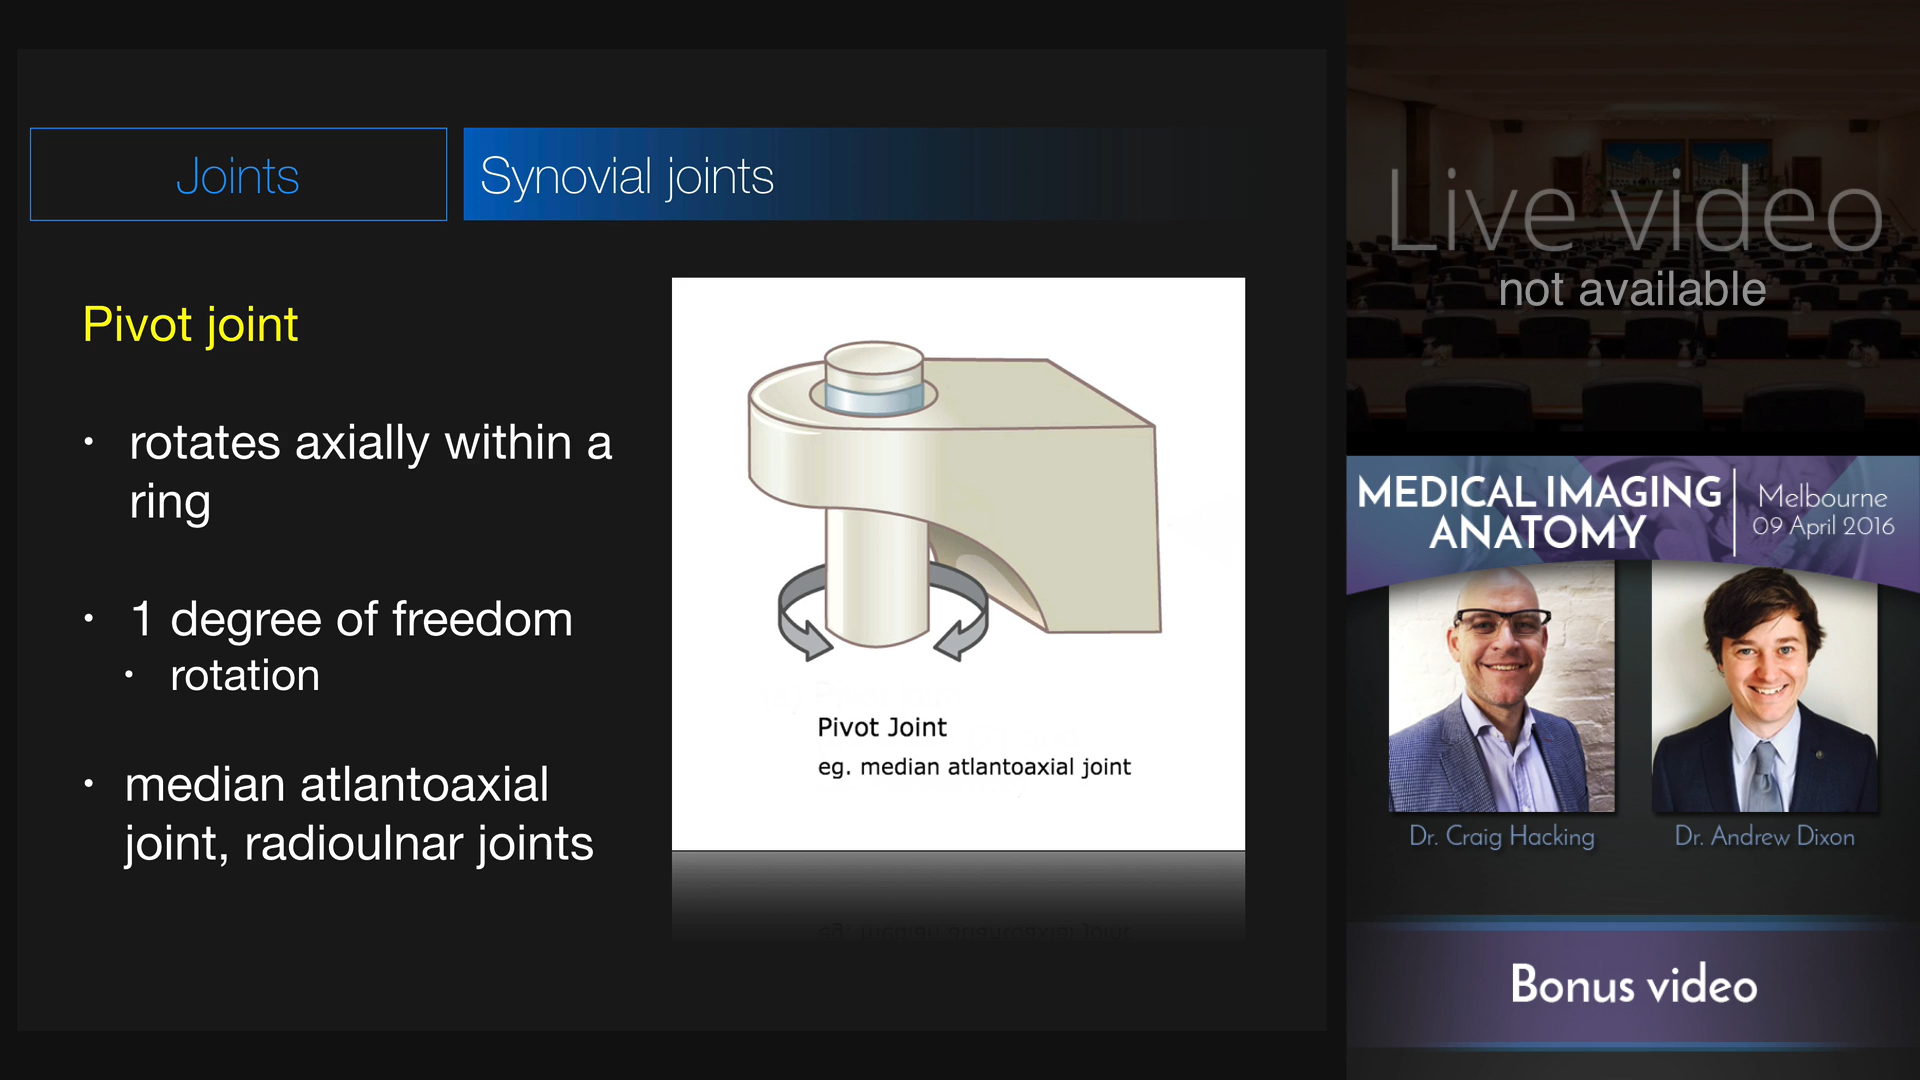 Joints
Synovial joints
Pivot joint
• rotates axially within a
ring
• 1 degree of freedom
• rotation
• median atlantoaxial
joint, radioulnar joints
Pivot Joint
eg. median atlantoaxial joint
Live video
not available
MEDICAL IMAGING
ANATOMY
Melbourne
09 April 2016
Dr. Craig Hacking
Dr. Andrew Dixon
Bonus video